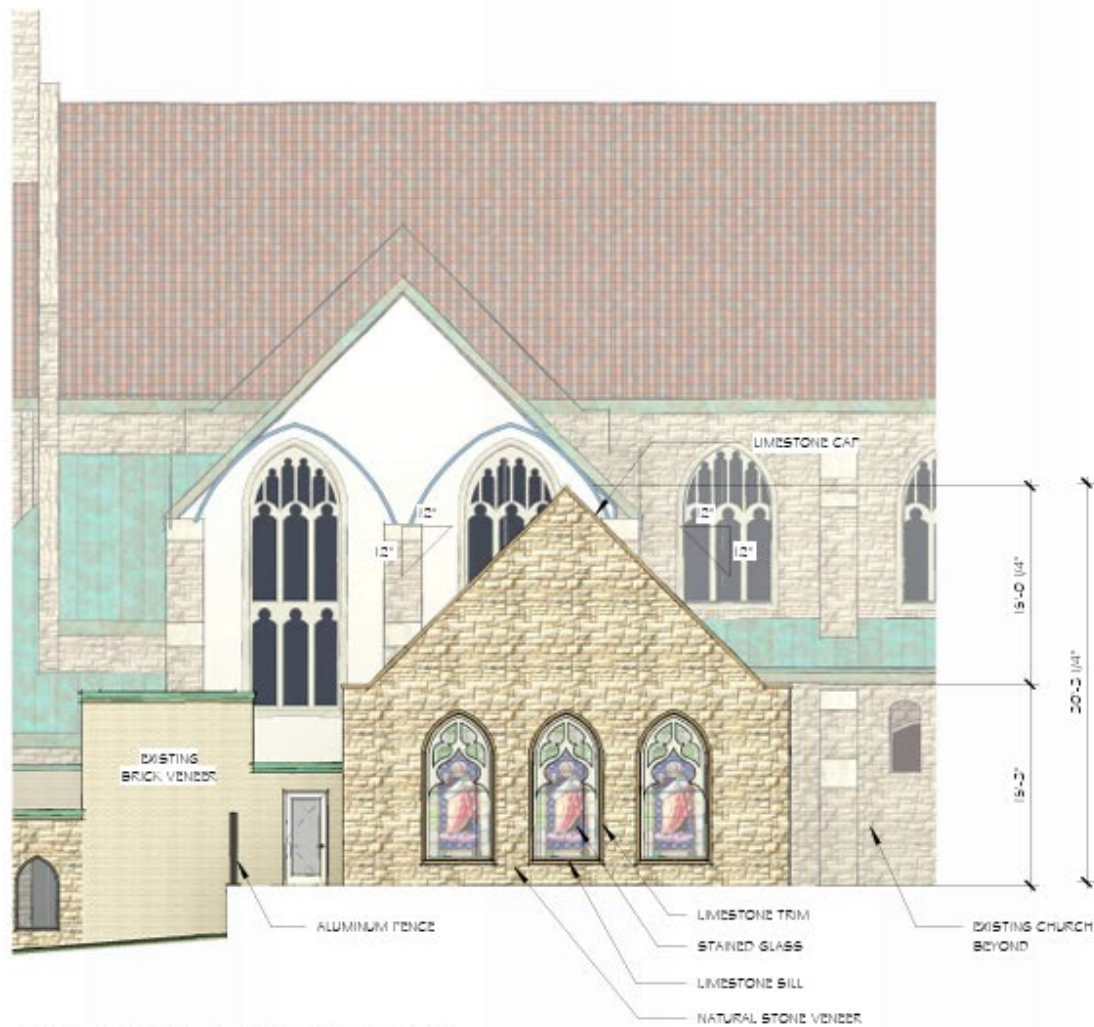 LIMESTONE CAP
12"
12"
12"
12"
15'-0 1/4"
30'-3 1/4"
15'-3"
EXISTING
BRICK VENEER
ALUMINUM FENCE
LIMESTONE TRIM
STAINED GLASS
LIMESTONE SILL
NATURAL STONE VENEER
EXISTING CHURCH
BEYOND